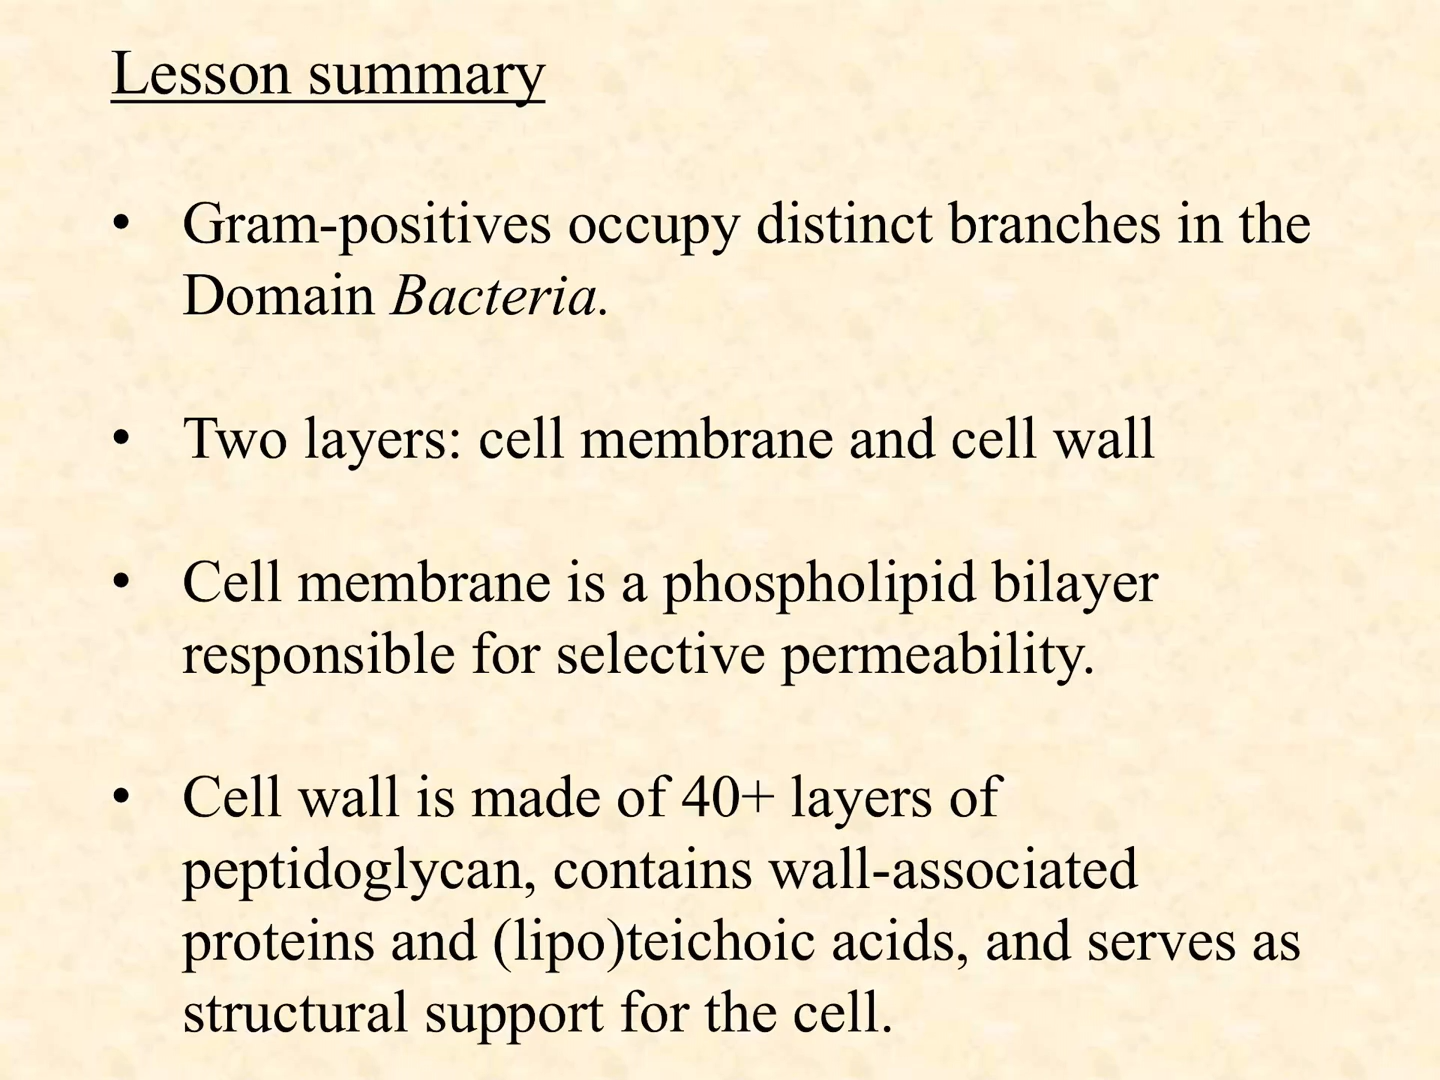 Lesson summary
• Gram-positives occupy distinct branches in the
Domain Bacteria.
• Two layers: cell membrane and cell wall
• Cell membrane is a phospholipid bilayer
responsible for selective permeability.
• Cell wall is made of 40+ layers of
peptidoglycan, contains wall-associated
proteins and (lipo)teichoic acids, and serves as
structural support for the cell.